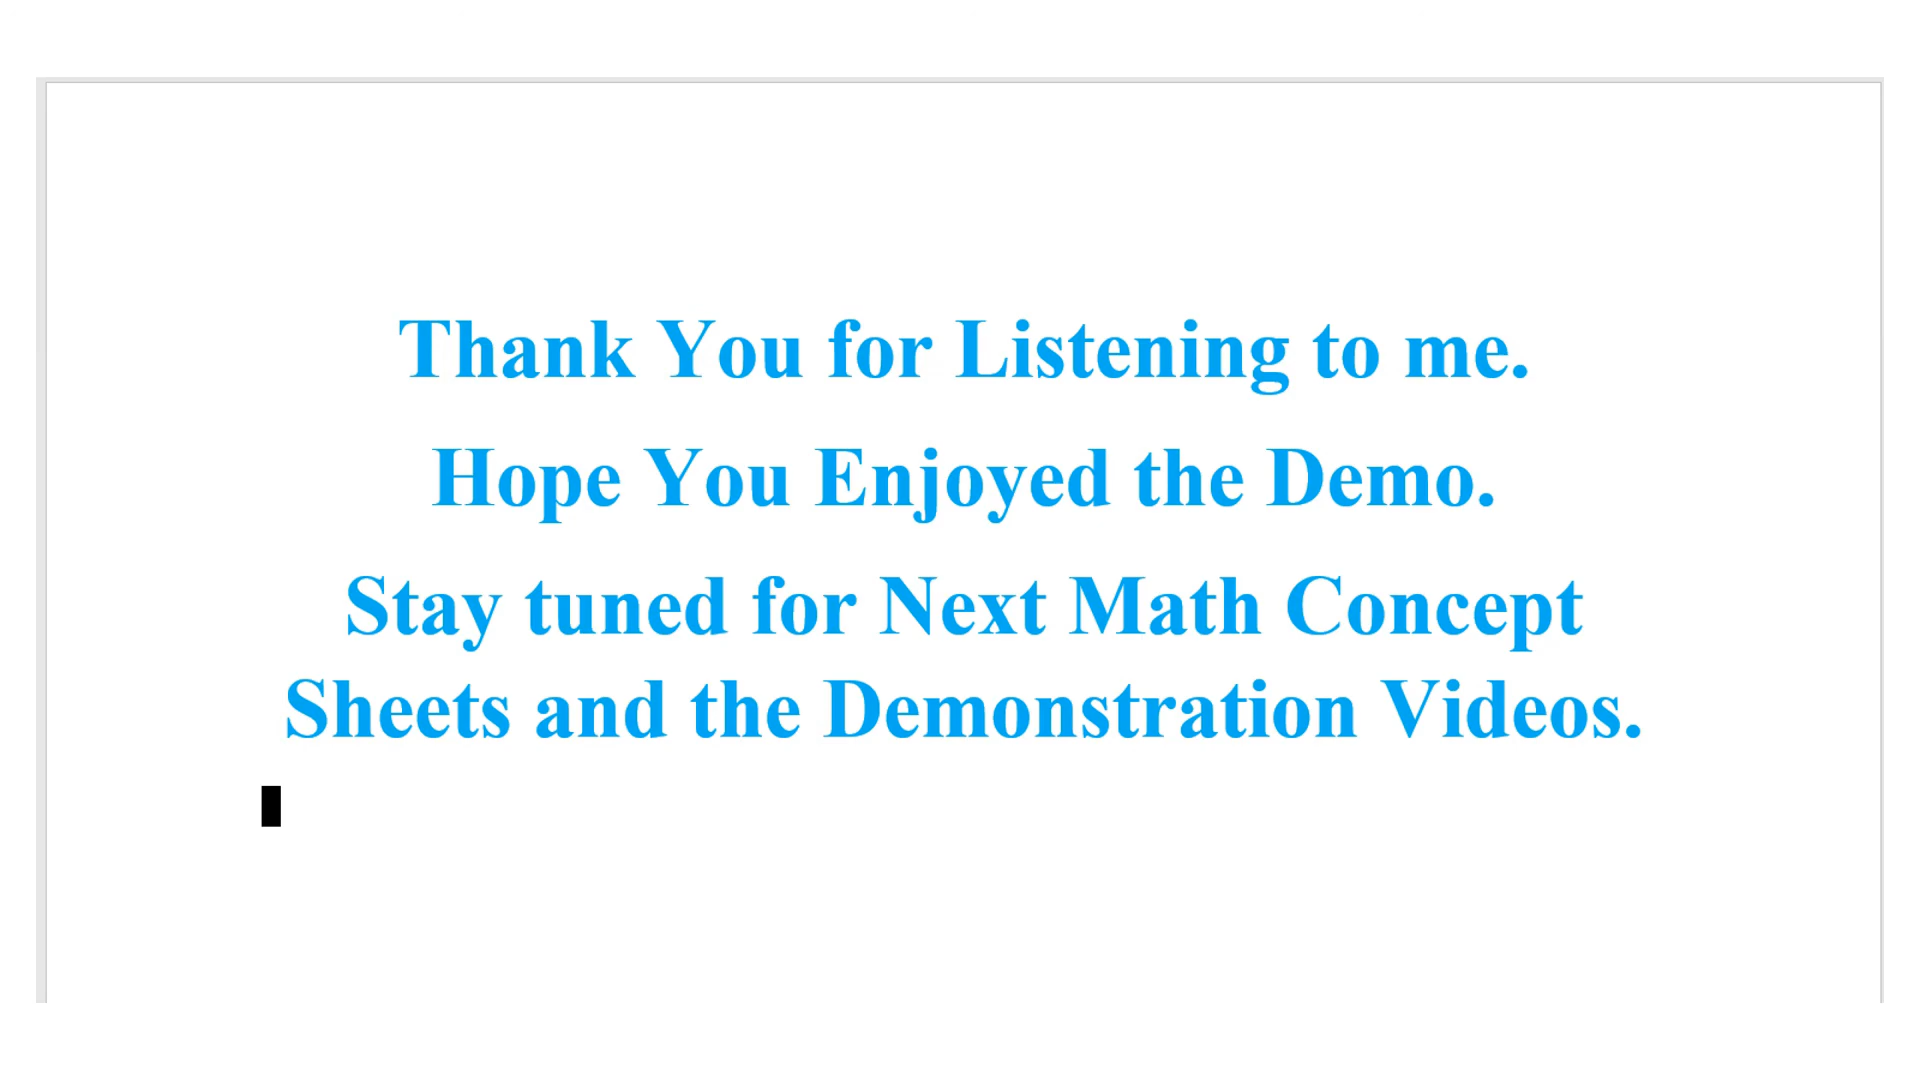 Thank You for Listening to me.
Hope You Enjoyed the Demo.
Stay tuned for Next Math Concept
Sheets and the Demonstration Videos.